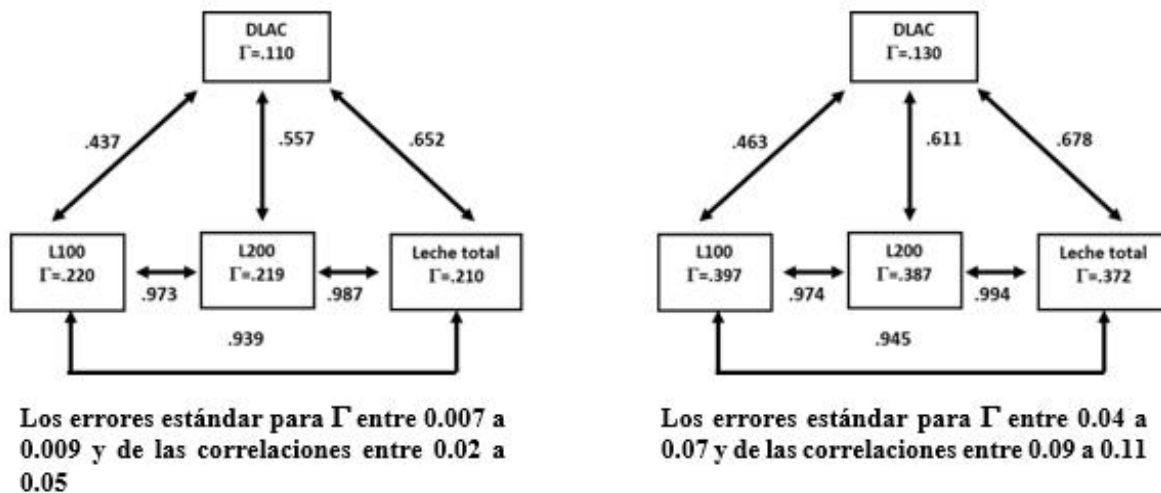 DLAC
Γ=.110
.437
.557
.652
L100
Γ=.220
L200
Γ=.219
Leche total
Γ=.210
.973
.987
.939
Los errores estándar para Γ entre 0.007 a
0.009 y de las correlaciones entre 0.02 a
0.05
DLAC
Γ=.130
.463
.611
.678
L100
Γ=.397
L200
Γ=.387
Leche total
Γ=.372
.974
.994
.945
Los errores estándar para Γ entre 0.04 a
0.07 y de las correlaciones entre 0.09 a 0.11